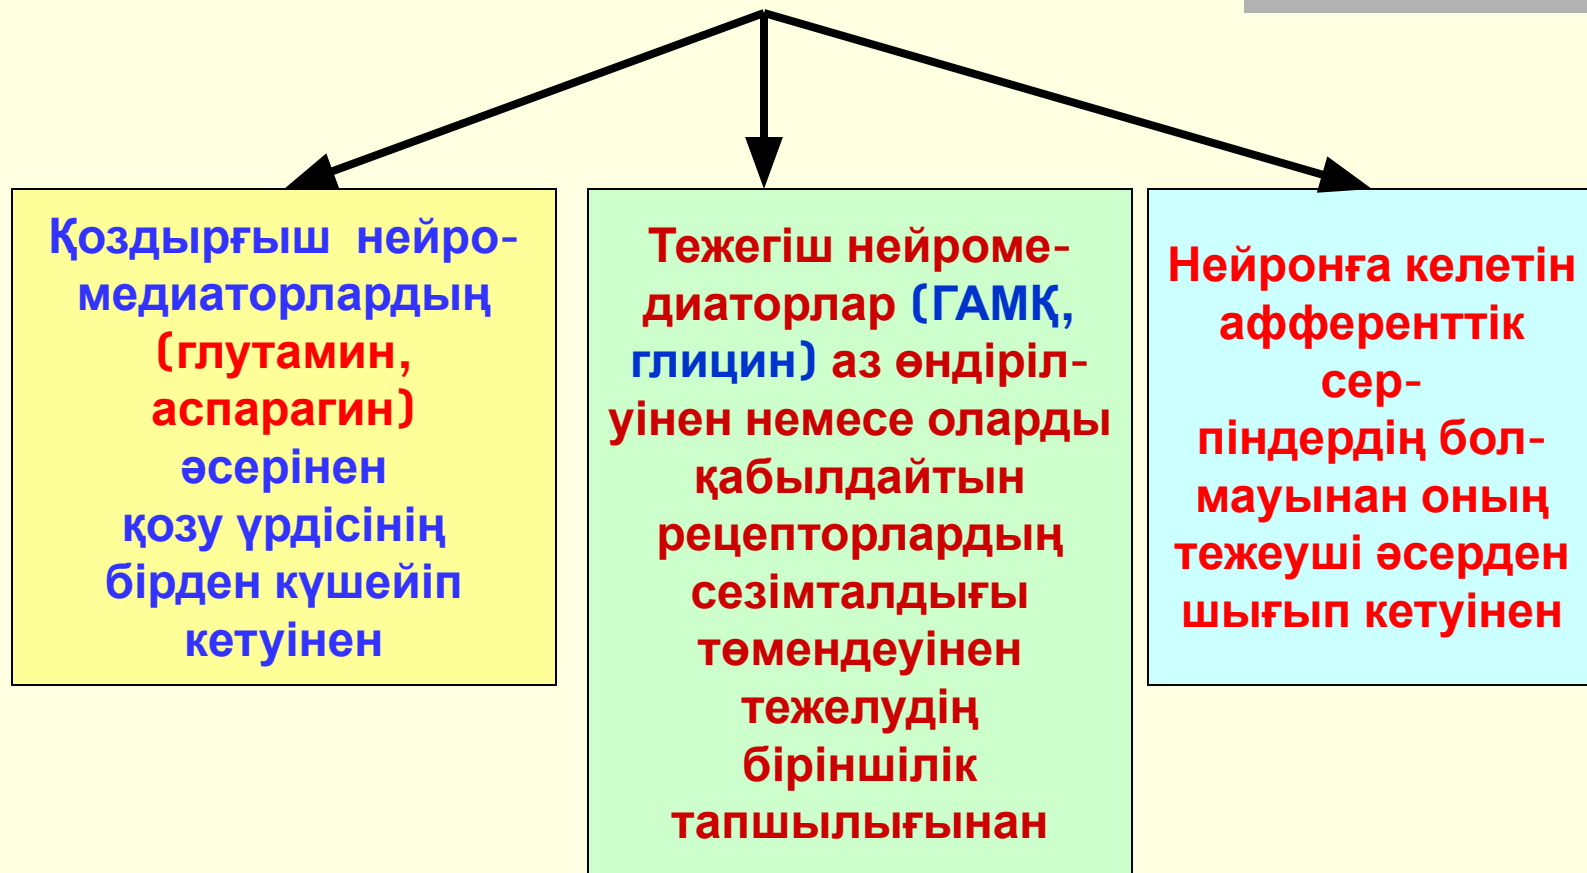 Қоздырғыш нейро-
медиаторлардың
(глутамин,
аспарагин)
әсерінен
қозу үрдісінің
бірден күшейіп
кетуінен
Тежегіш нейроме-
диаторлар (ГАМҚ,
глицин) аз өндіріл-
уінен немесе оларды
қабылдайтын
рецепторлардың
сезімталдығы
төмендеуінен
тежелудің
біріншілік
тапшылығынан
Нейронға келетін
афференттік
сер-
піндердің бол-
мауынан оның
тежеуші әсерден
шығып кетуінен